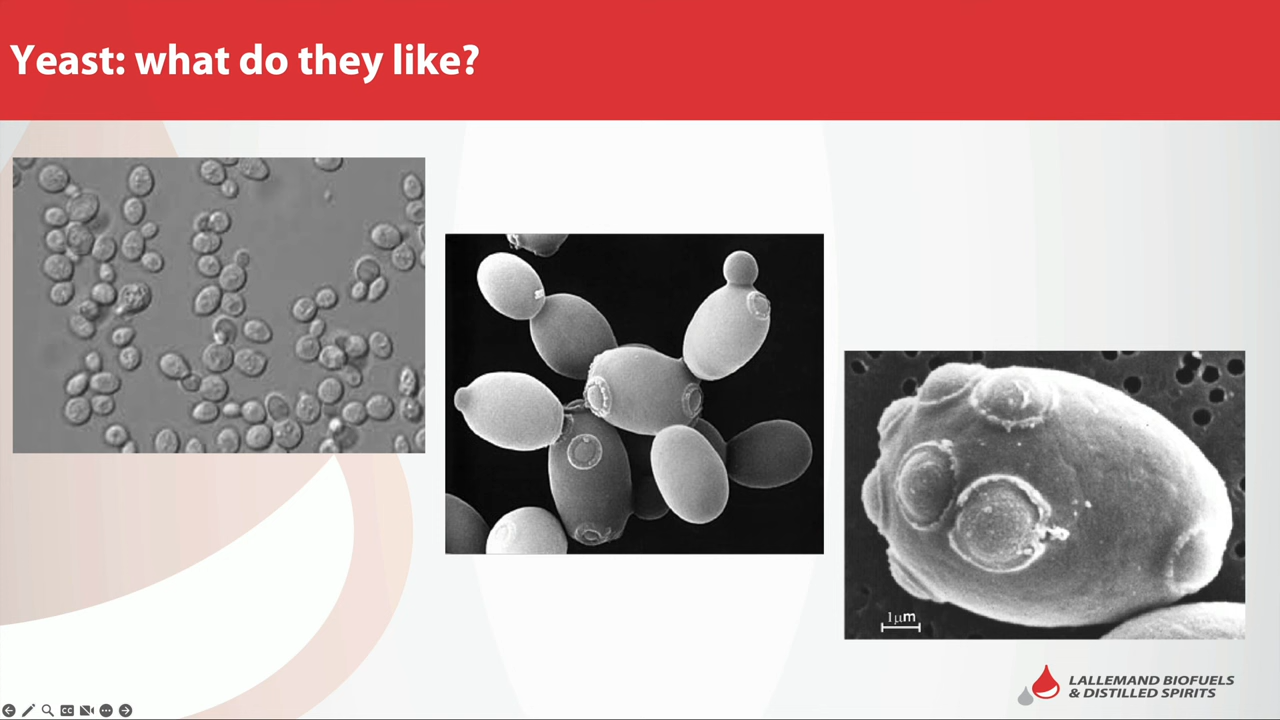 Yeast: what do they like?
1μm
LALLEMAND BIOFUELS
& DISTILLED SPIRITS